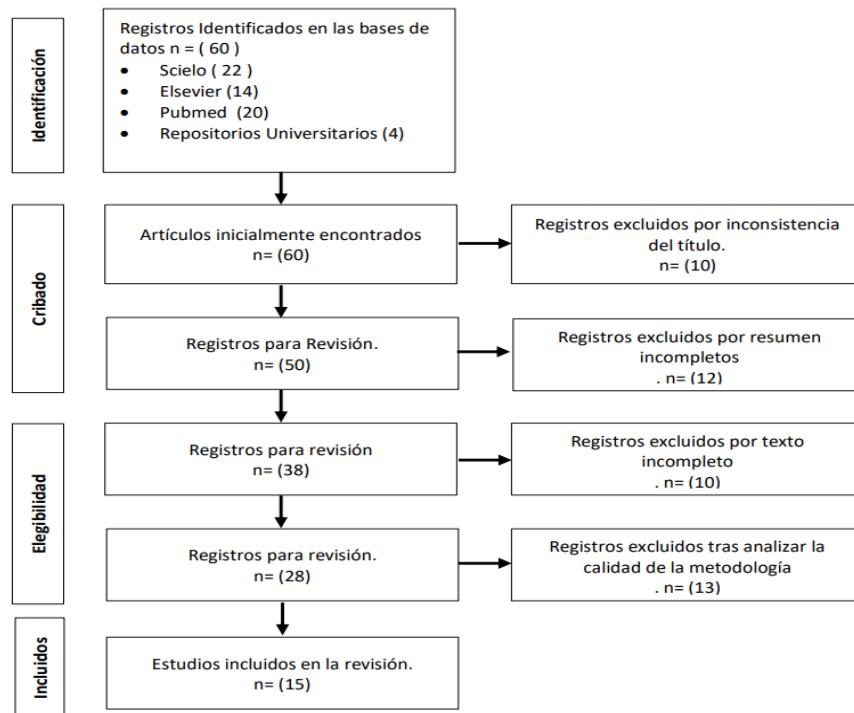 Identificación
Registros Identificados en las bases de
datos n = ( 60 )
• Scielo ( 22 )
• Elsevier (14)
• Pubmed (20)
• Repositorios Universitarios (4)
Cribado
Artículos inicialmente encontrados
n= (60)
Registros excluidos por inconsistencia
del título.
n= (10)
Registros para Revisión.
n= (50)
Registros excluidos por resumen
incompletos
. n= (12)
Elegibilidad
Registros para revisión
n= (38)
Registros excluidos por texto
incompleto
. n= (10)
Registros para revisión.
n= (28)
Registros excluidos tras analizar la
calidad de la metodología
. n= (13)
Incluidos
Estudios incluidos en la revisión.
n= (15)